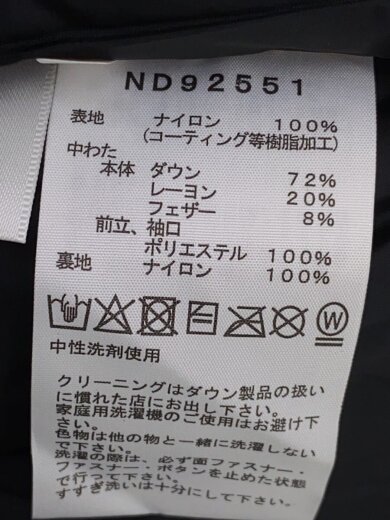 ND92551
表地 ナイロン 100%
(コーティング等樹脂加工)
中わた
本体 ダウン 72%
レーヨン 20%
フェザー 8%
前立、袖口
ポリエステル 100%
裏地 ナイロン 100%
W
中性洗剤使用
クリーニングはダウン製品の扱い
に慣れた店にお出し下さい。
家庭用洗濯機のご使用はお避け下
さい。
色物は他の物と一緒に洗濯しない
で下さい。
洗濯の際は、必ず面ファスナー・
ファスナー・ボタンを止めた状態
で行って下さい。
すすぎ洗いは十分にして下さい。